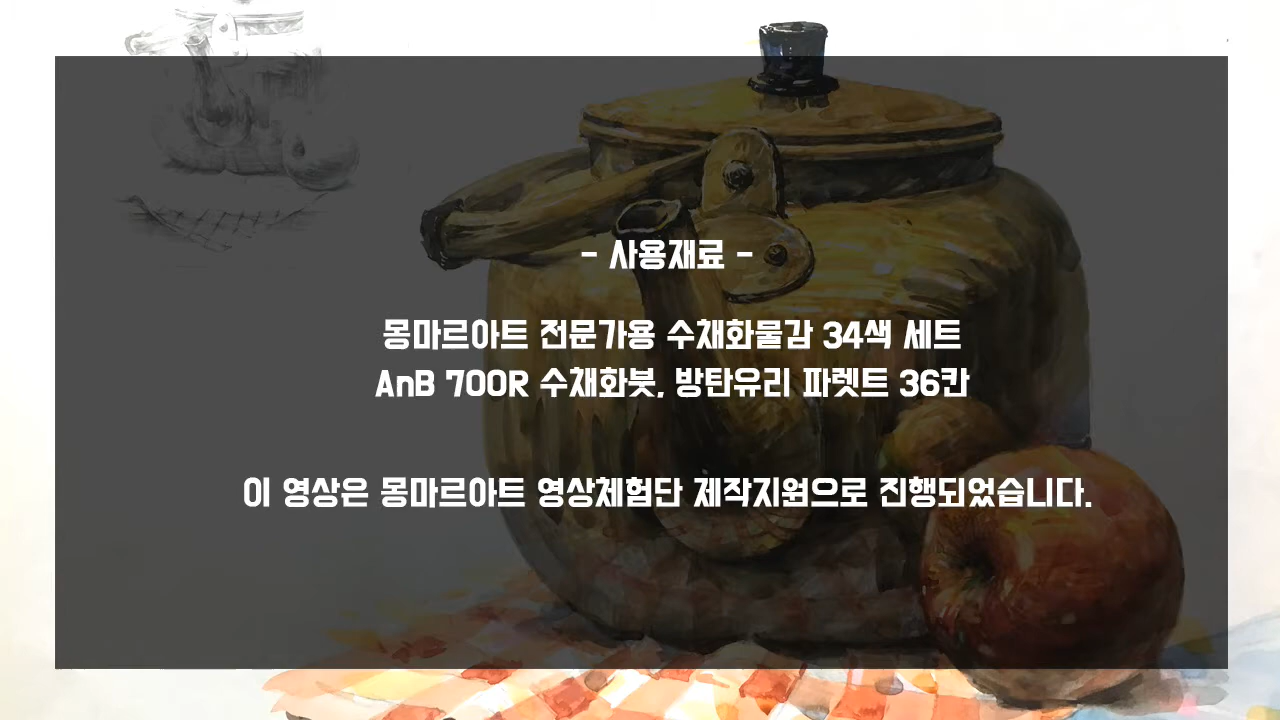 - 사용재료 -
몽마르아트 전문가용 수채화물감 34색 세트
AnB 700R 수채화붓, 방탄유리 파렛트 36칸
이 영상은 몽마르아트 영상체험단 제작지원으로 진행되었습니다.